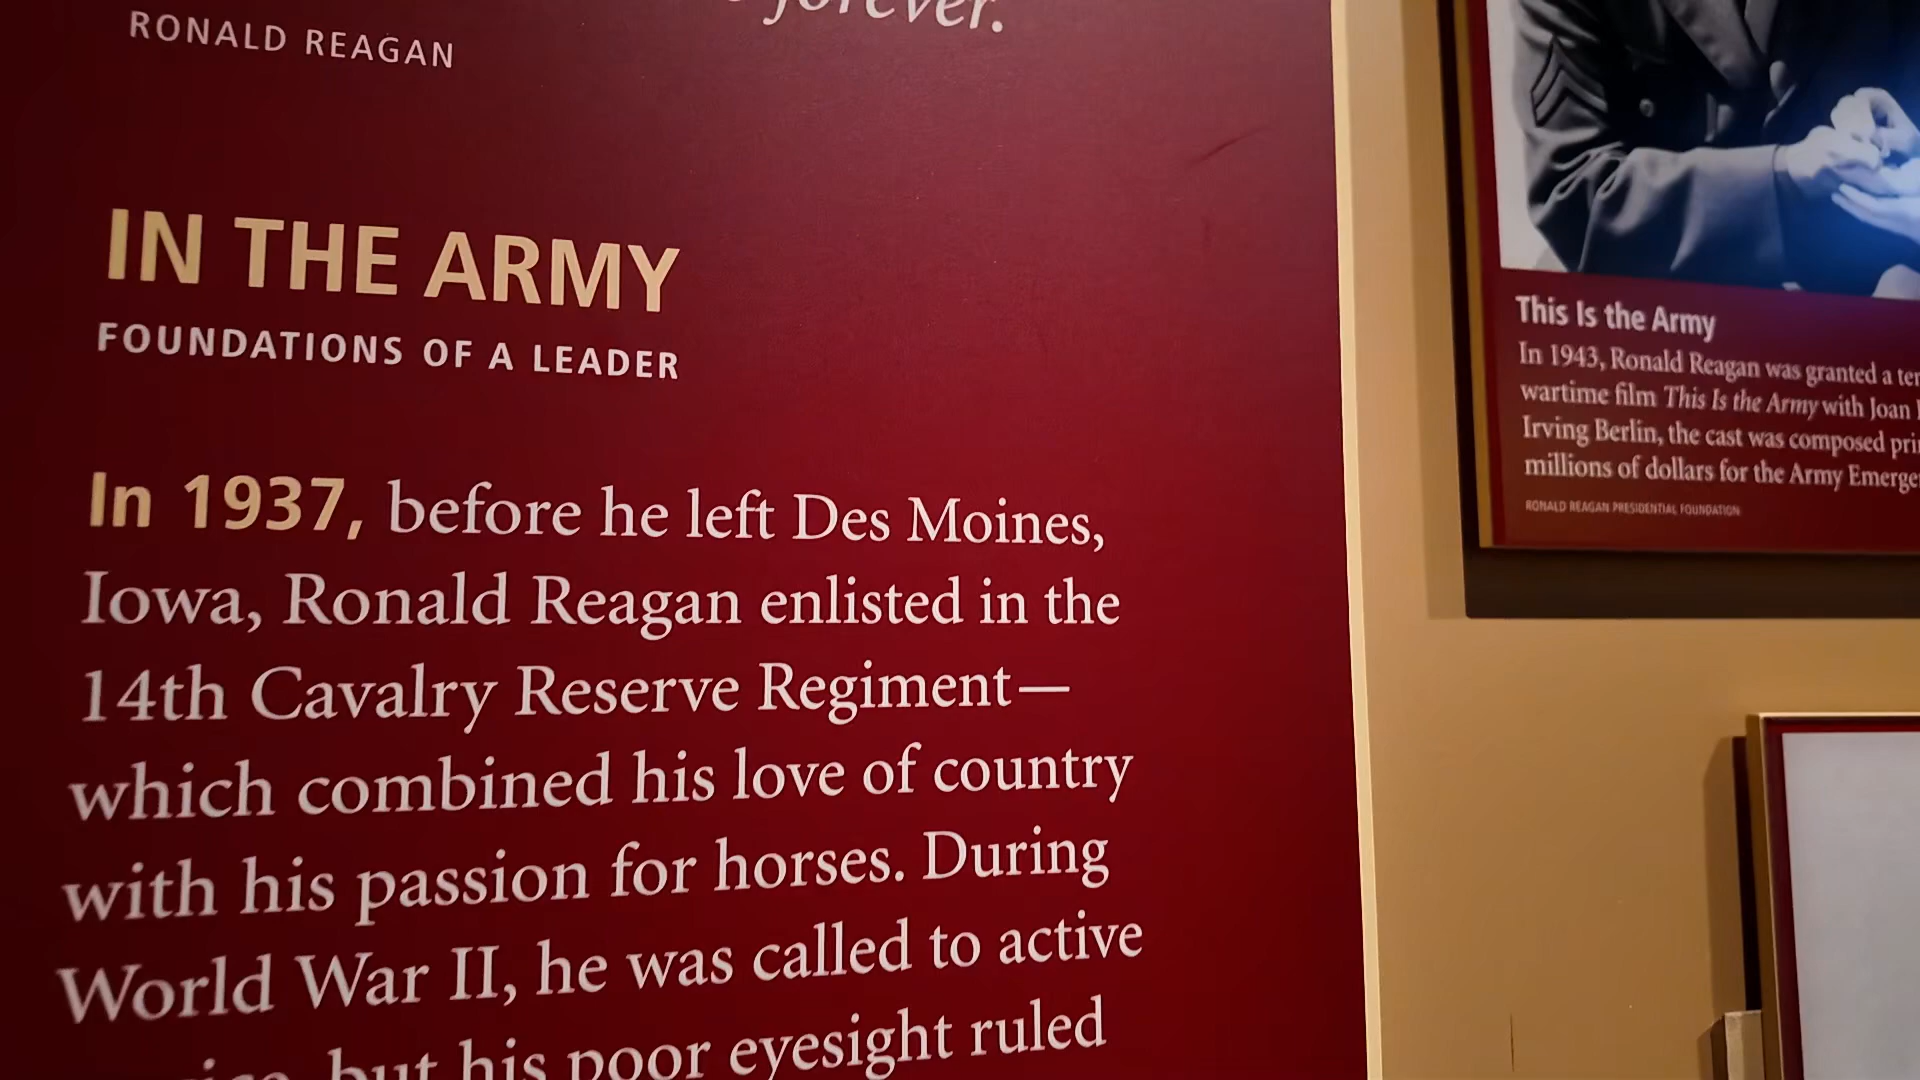 forever.
RONALD REAGAN
IN THE ARMY
FOUNDATIONS OF A LEADER
In 1937, before he left Des Moines,
Iowa, Ronald Reagan enlisted in the
14th Cavalry Reserve Regiment—
which combined his love of country
with his passion for horses. During
World War II, he was called to active
but his poor eyesight ruled
This Is the Army
In 1943, Ronald Reagan was granted a
wartime film This Is the Army with Joan
Irving Berlin, the cast was composed
millions of dollars for the Army
RONALD REAGAN PRESIDENTIAL FOUNDATION